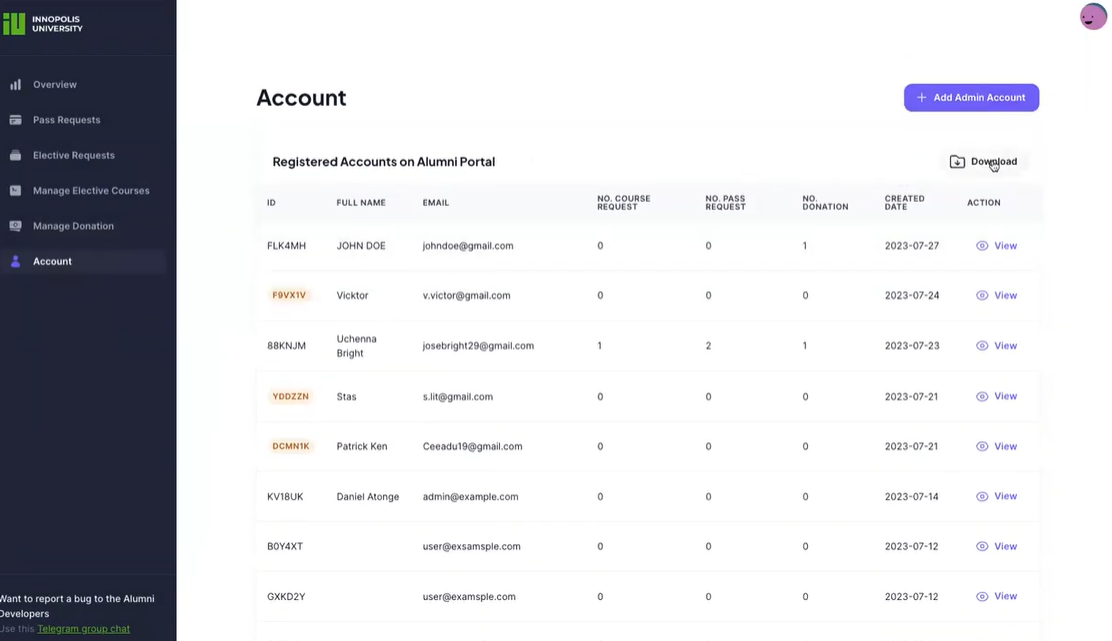 INNOPOLIS
UNIVERSITY
Overview
Pass Requests
Elective Requests
Manage Elective Courses
Manage Donation
Account
Want to report a bug to the Alumni
Developers
Use this Telegram group chat
Account
+ Add Admin Account
Registered Accounts on Alumni Portal
Download
ID FULL NAME EMAIL NO. COURSE REQUEST NO. PASS REQUEST NO. DONATION CREATED DATE ACTION
FLK4MH JOHN DOE johndoe@gmail.com 0 0 1 2023-07-27 View
F9VX1V Vicktor v.victor@gmail.com 0 0 0 2023-07-24 View
88KNJM Uchenna Bright josebright29@gmail.com 1 2 1 2023-07-23 View
YDDZZN Stas s.lit@gmail.com 0 0 0 2023-07-21 View
DCMN1K Patrick Ken Ceeadu19@gmail.com 0 0 0 2023-07-21 View
KV18UK Daniel Atonge admin@example.com 0 0 0 2023-07-14 View
B0Y4XT user@exsamsple.com 0 0 0 2023-07-12 View
GXKD2Y user@examsple.com 0 0 0 2023-07-12 View